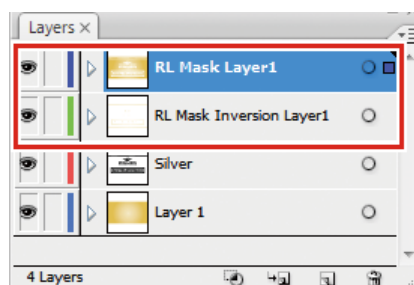 Layers ×
RL Mask Layer1
RL Mask Inversion Layer1
Silver
Layer 1
4 Layers